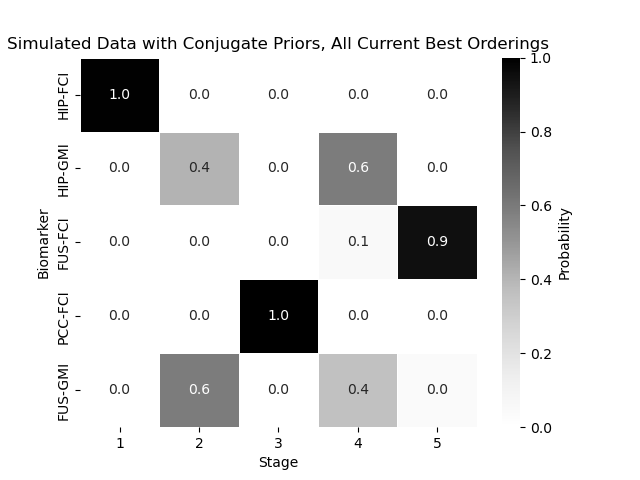 Simulated Data with Conjugate Priors, All Current Best Orderings
Biomarker
HIP-FCI 1.0 0.0 0.0 0.0 0.0
HIP-GMI 0.0 0.4 0.0 0.6 0.0
FUS-FCI 0.0 0.0 0.0 0.1 0.9
PCC-FCI 0.0 0.0 1.0 0.0 0.0
FUS-GMI 0.0 0.6 0.0 0.4 0.0
1 2 3 4 5
Stage
1.0
0.8
0.6
0.4
0.2
0.0
Probability